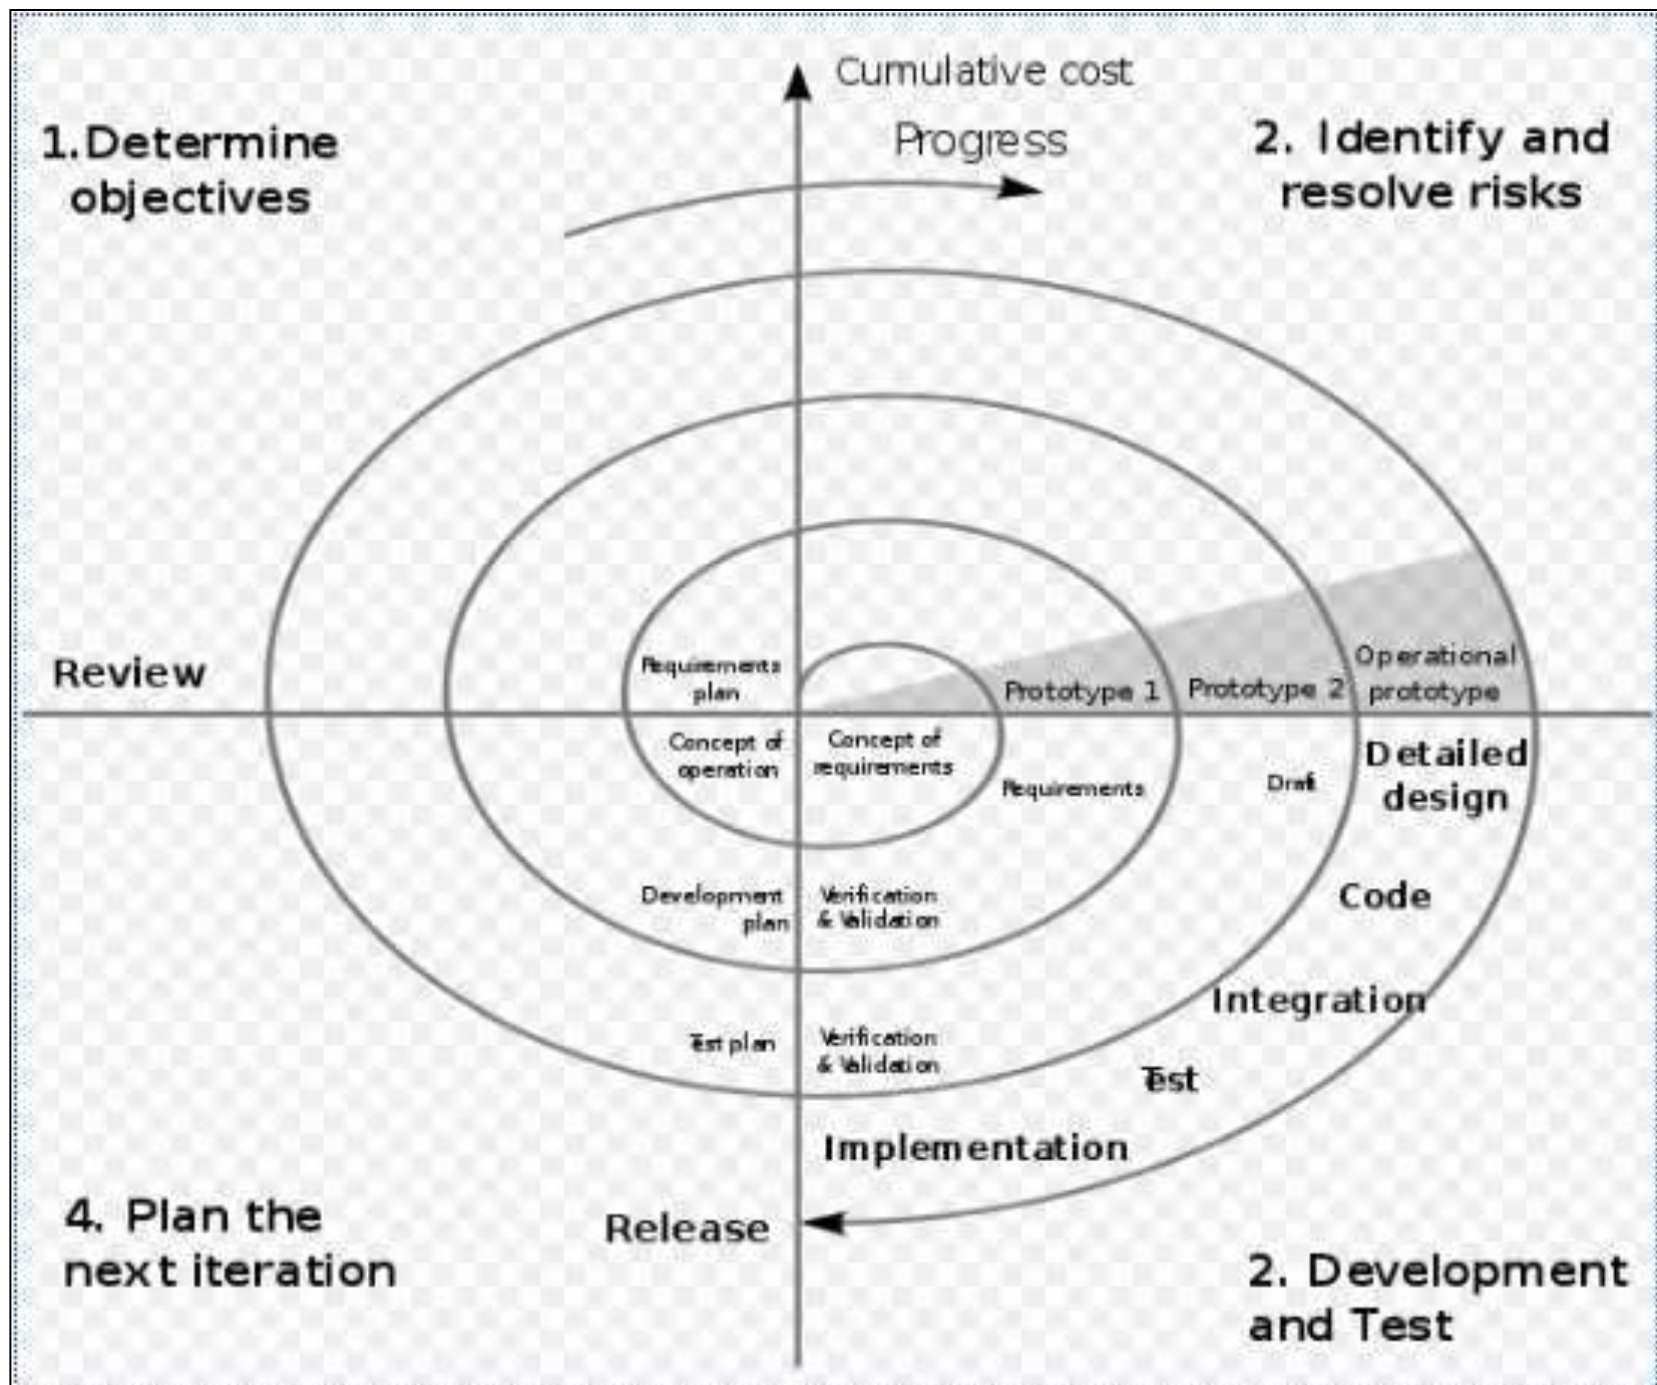 Cumulative cost
Progress
1.Determine
objectives
2. Identify and
resolve risks
Review
Requirements
plan
Prototype 1
Prototype 2
Operational
prototype
Concept of
operation
Concept of
requirements
Requirements
Draft
Detailed
design
Code
Development
plan
Verification
& Validation
Integration
Test plan
Verification
& Validation
Test
Implementation
Release
4. Plan the
next iteration
2. Development
and Test